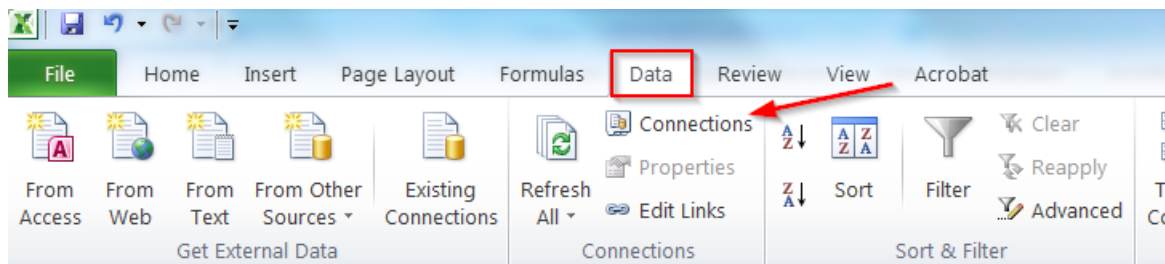 File Home Insert Page Layout Formulas Data Review View Acrobat
From Access
From Web
From Text
From Other Sources
Existing Connections
Get External Data
Refresh All
Connections
Properties
Edit Links
Connections
Sort
Filter
Clear
Reapply
Advanced
Sort & Filter